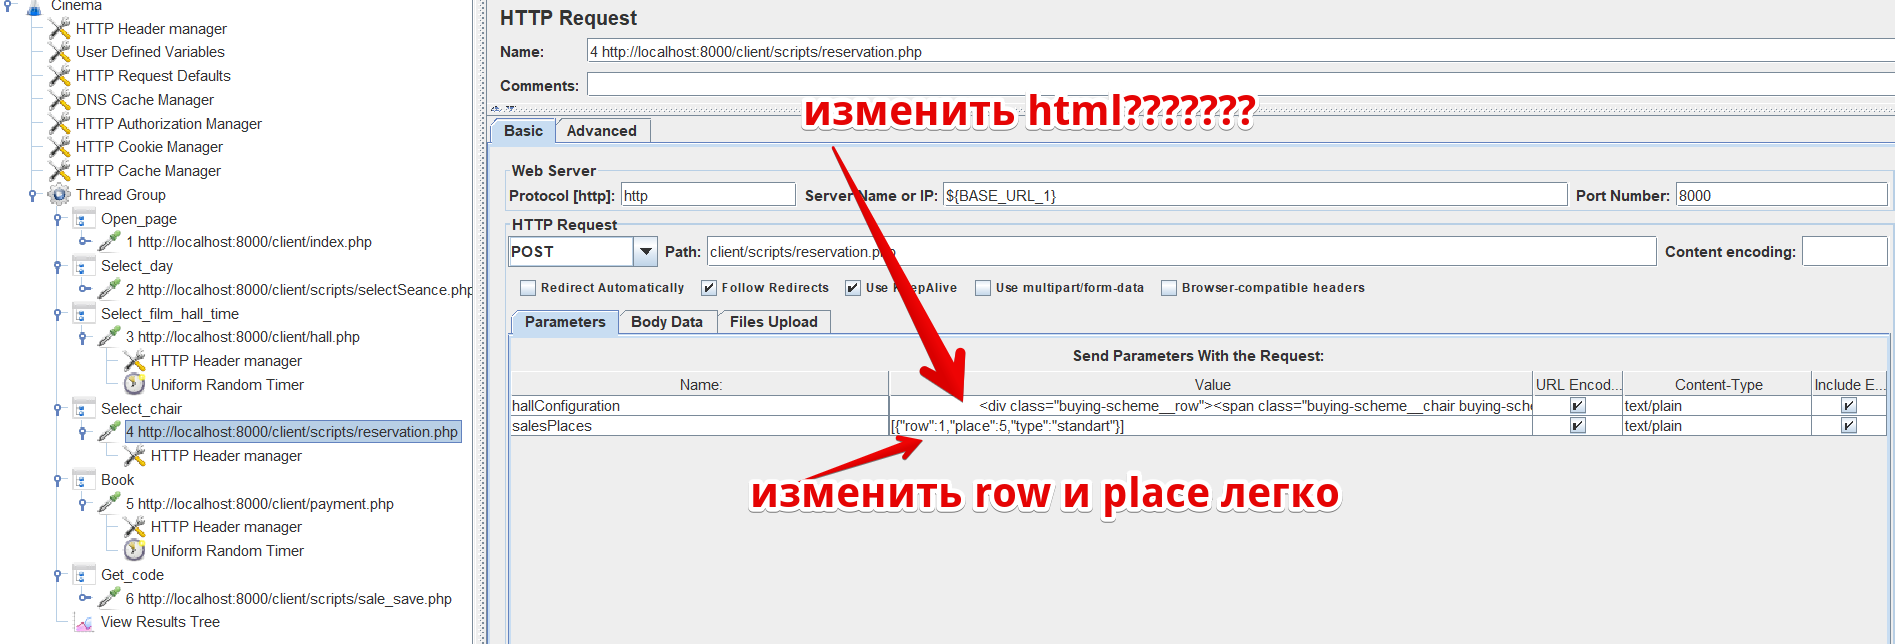 Cinema
HTTP Header manager
User Defined Variables
HTTP Request Defaults
DNS Cache Manager
HTTP Authorization Manager
HTTP Cookie Manager
HTTP Cache Manager
Thread Group
Open_page
1 http://localhost:8000/client/index.php
Select_day
2 http://localhost:8000/client/scripts/selectSeance.php
Select_film_hall_time
3 http://localhost:8000/client/hall.php
HTTP Header manager
Uniform Random Timer
Select_chair
4 http://localhost:8000/client/scripts/reservation.php
HTTP Header manager
Book
5 http://localhost:8000/client/payment.php
HTTP Header manager
Uniform Random Timer
Get_code
6 http://localhost:8000/client/scripts/sale_save.php
View Results Tree
HTTP Request
Name: 4 http://localhost:8000/client/scripts/reservation.php
Comments:
изменить html???????
Basic Advanced
Web Server
Protocol [http]: http Server Name or IP: ${BASE_URL_1} Port Number: 8000
HTTP Request
POST Path: client/scripts/reservation.php Content encoding:
Redirect Automatically Follow Redirects Use KeepAlive Use multipart/form-data Browser-compatible headers
Parameters Body Data Files Upload
Send Parameters With the Request:
Name: Value URL Encod... Content-Type Include E...
hallConfiguration <div class="buying-scheme__row"><span class="buying-scheme__chair buying-sche text/plain
salesPlaces [{"row":1,"place":5,"type":"standart"}] text/plain
изменить row и place легко